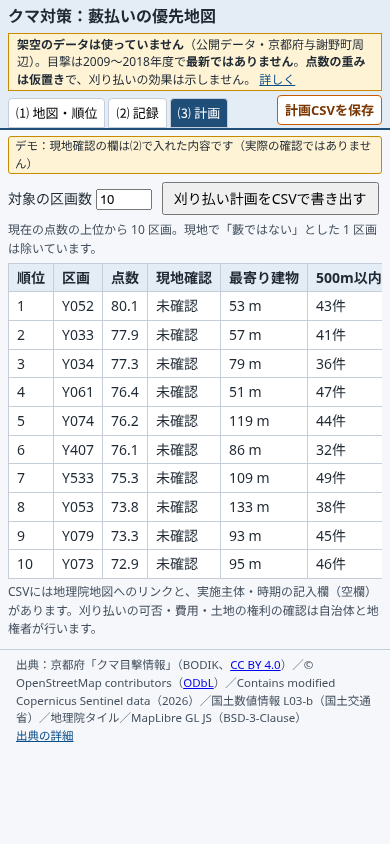 クマ対策：藪払いの優先地図
架空のデータは使っていません（公開データ・京都府与謝野町周
辺）。目撃は2009〜2018年度で最新ではありません。点数の重み
は仮置きで、刈り払いの効果は示しません。 詳しく
⑴ 地図・順位 ⑵ 記録 ⑶ 計画 計画CSVを保存
デモ：現地確認の欄は⑵で入れた内容です（実際の確認ではありませ
ん）
対象の区画数 10 刈り払い計画をCSVで書き出す
現在の点数の上位から 10 区画。現地で「藪ではない」とした 1 区画
は除いています。
順位 区画 点数 現地確認 最寄り建物 500m以内
1 Y052 80.1 未確認 53 m 43件
2 Y033 77.9 未確認 57 m 41件
3 Y034 77.3 未確認 79 m 36件
4 Y061 76.4 未確認 51 m 47件
5 Y074 76.2 未確認 119 m 44件
6 Y407 76.1 未確認 86 m 32件
7 Y533 75.3 未確認 109 m 49件
8 Y053 73.8 未確認 133 m 38件
9 Y079 73.3 未確認 93 m 45件
10 Y073 72.9 未確認 95 m 46件
CSVには地理院地図へのリンクと、実施主体・時期の記入欄（空欄）
があります。刈り払いの可否・費用・土地の権利の確認は自治体と地
権者が行います。
出典：京都府「クマ目撃情報」（BODIK、CC BY 4.0）／©
OpenStreetMap contributors（ODbL）／Contains modified
Copernicus Sentinel data（2026）／国土数値情報 L03-b（国土交通
省）／地理院タイル／MapLibre GL JS（BSD-3-Clause）
出典の詳細